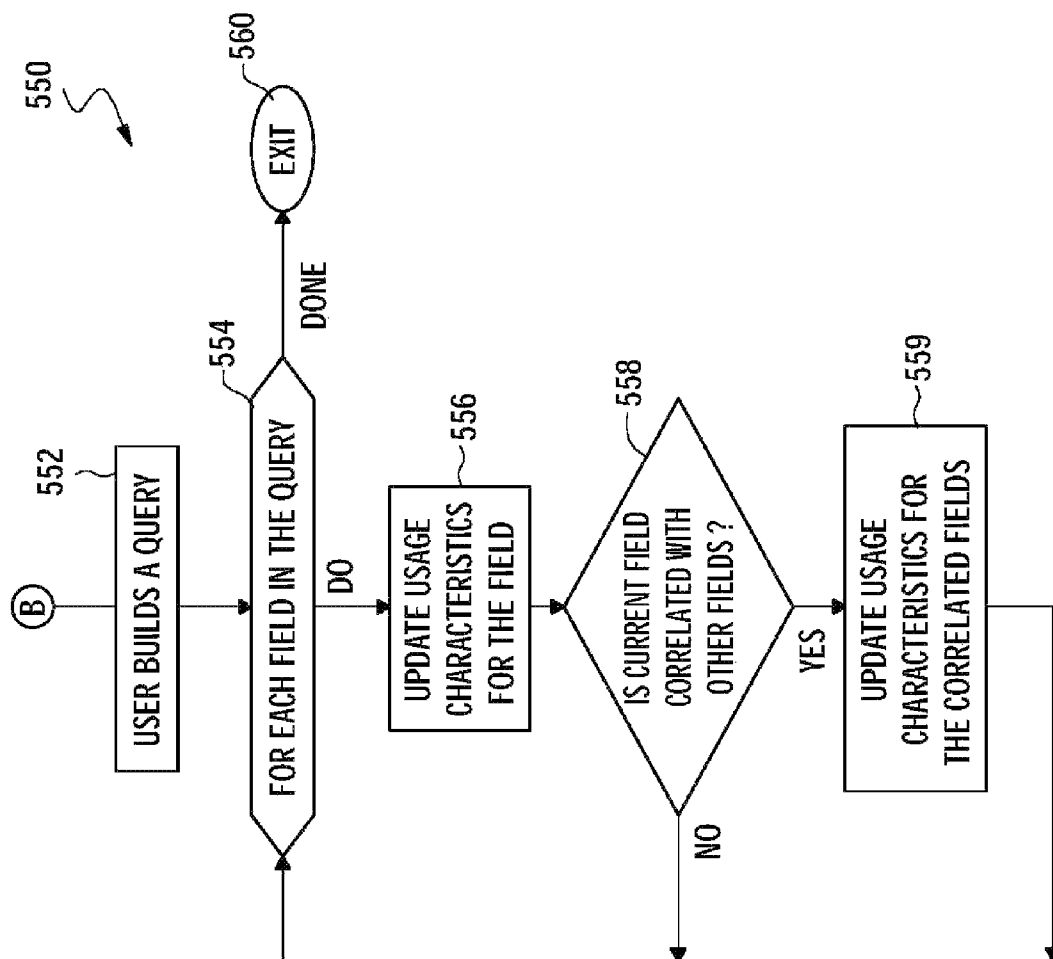 550
B
USER BUILDS A QUERY
552
FOR EACH FIELD IN THE QUERY
554
DONE
EXIT
560
DO
UPDATE USAGE
CHARACTERISTICS
FOR THE FIELD
556
IS CURRENT FIELD
CORRELATED WITH
OTHER FIELDS?
558
NO
YES
UPDATE USAGE
CHARACTERISTICS FOR
THE CORRELATED FIELDS
559